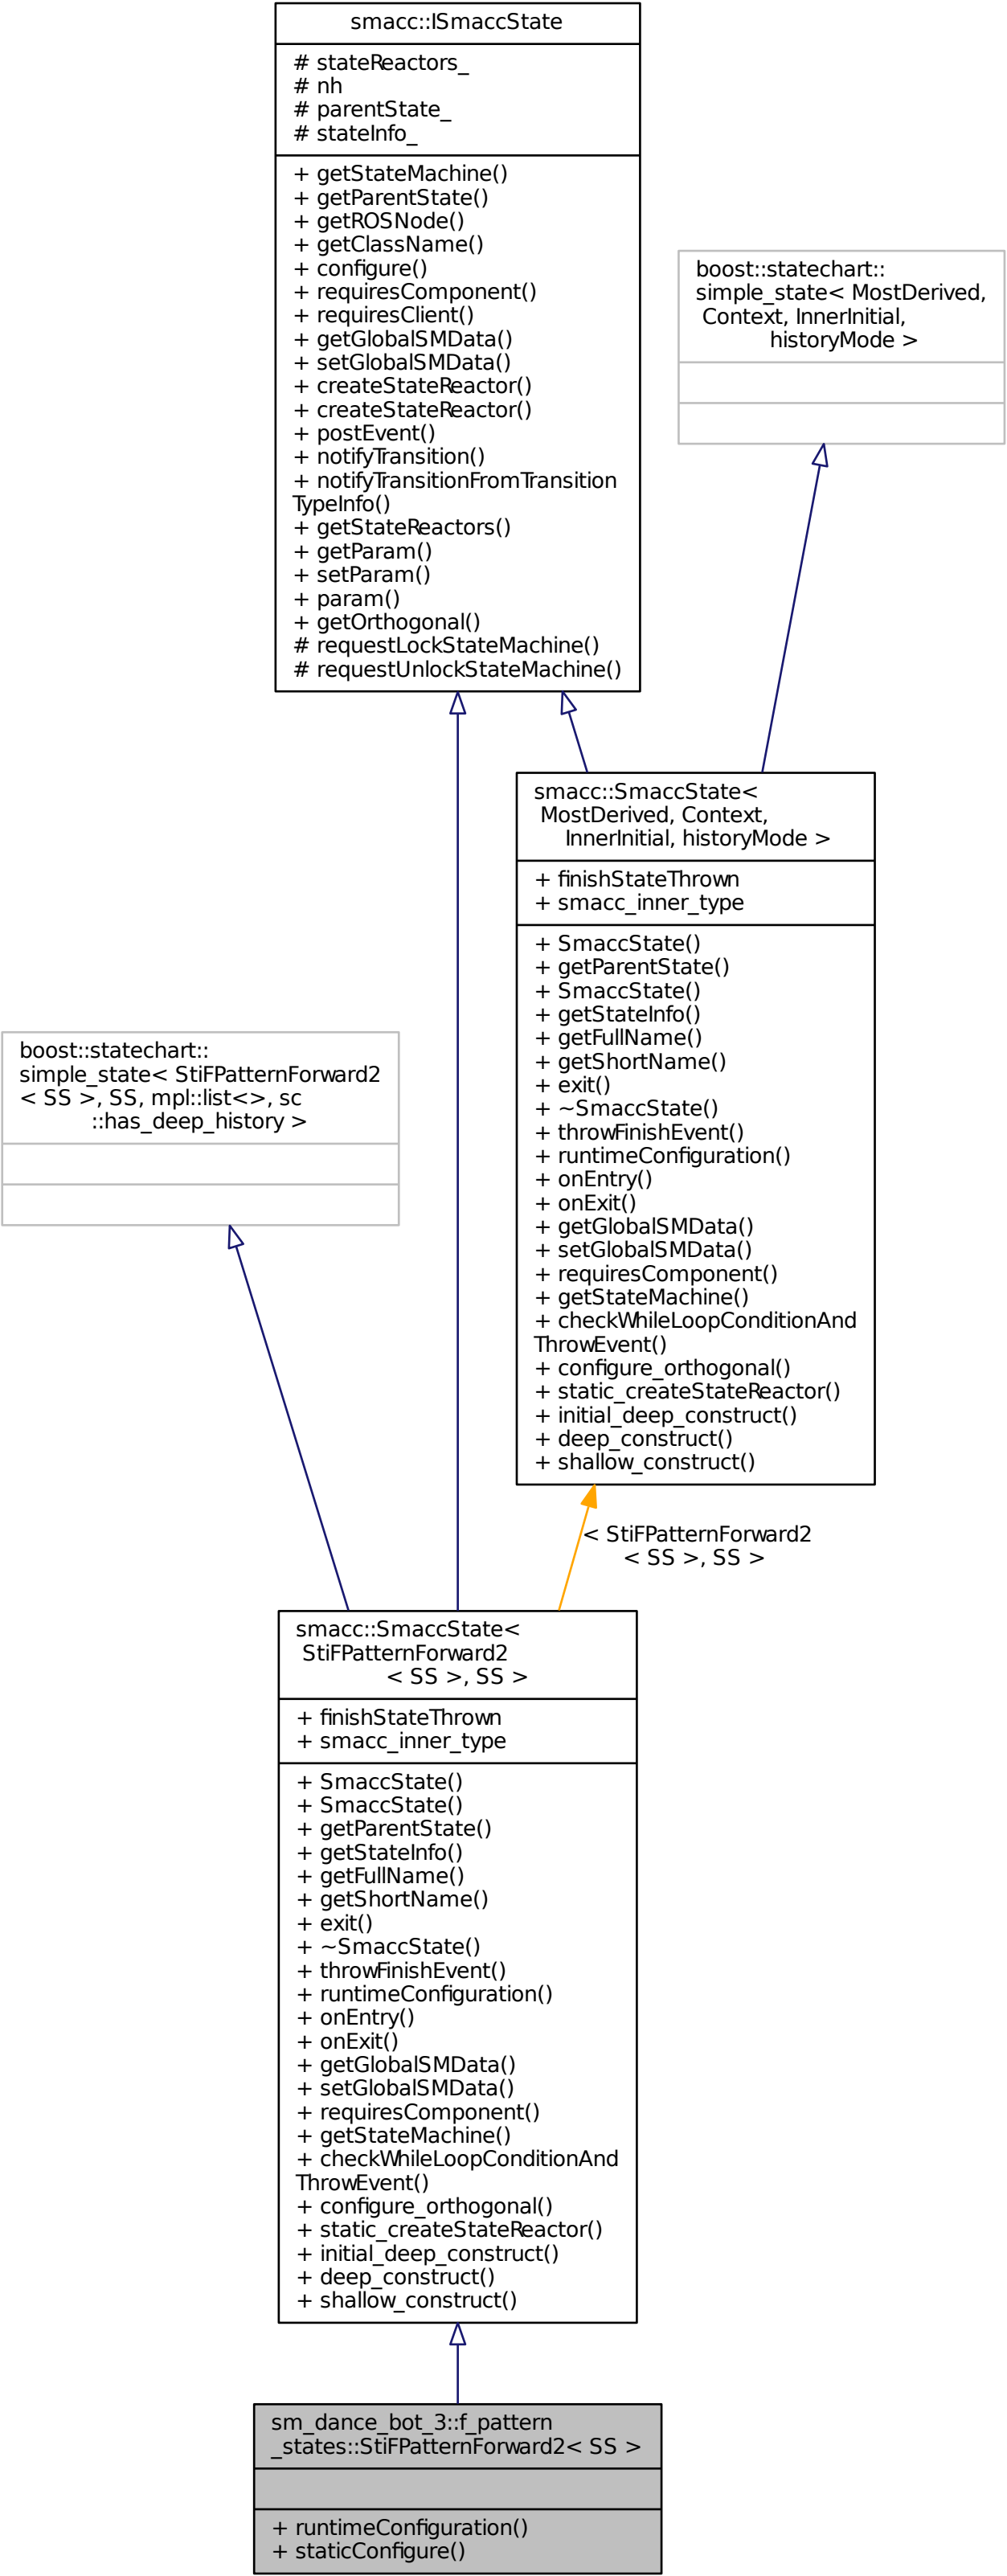 smacc::ISmaccState
# stateReactors_
# nh
# parentState_
# stateInfo_
+ getStateMachine()
+ getParentState()
+ getROSNode()
+ getClassName()
+ configure()
+ requiresComponent()
+ requiresClient()
+ getGlobalSMData()
+ setGlobalSMData()
+ createStateReactor()
+ createStateReactor()
+ postEvent()
+ notifyTransition()
+ notifyTransitionFromTransition
TypeInfo()
+ getStateReactors()
+ getParam()
+ setParam()
+ param()
+ getOrthogonal()
# requestLockStateMachine()
# requestUnlockStateMachine()
boost::statechart::
simple_state< MostDerived,
Context, InnerInitial,
historyMode >
smacc::SmaccState<
MostDerived, Context,
InnerInitial, historyMode >
+ finishStateThrown
+ smacc_inner_type
+ SmaccState()
+ getParentState()
+ SmaccState()
+ getStateInfo()
+ getFullName()
+ getShortName()
+ exit()
+ ~SmaccState()
+ throwFinishEvent()
+ runtimeConfiguration()
+ onEntry()
+ onExit()
+ getGlobalSMData()
+ setGlobalSMData()
+ requiresComponent()
+ getStateMachine()
+ checkWhileLoopConditionAnd
ThrowEvent()
+ configure_orthogonal()
+ static_createStateReactor()
+ initial_deep_construct()
+ deep_construct()
+ shallow_construct()
boost::statechart::
simple_state< StiFPatternForward2
< SS >, SS, mpl::list<>, sc
::has_deep_history >
< StiFPatternForward2
< SS >, SS >
smacc::SmaccState<
StiFPatternForward2
< SS >, SS >
+ finishStateThrown
+ smacc_inner_type
+ SmaccState()
+ SmaccState()
+ getParentState()
+ getStateInfo()
+ getFullName()
+ getShortName()
+ exit()
+ ~SmaccState()
+ throwFinishEvent()
+ runtimeConfiguration()
+ onEntry()
+ onExit()
+ getGlobalSMData()
+ setGlobalSMData()
+ requiresComponent()
+ getStateMachine()
+ checkWhileLoopConditionAnd
ThrowEvent()
+ configure_orthogonal()
+ static_createStateReactor()
+ initial_deep_construct()
+ deep_construct()
+ shallow_construct()
sm_dance_bot_3::f_pattern
_states::StiFPatternForward2< SS >
+ runtimeConfiguration()
+ staticConfigure()